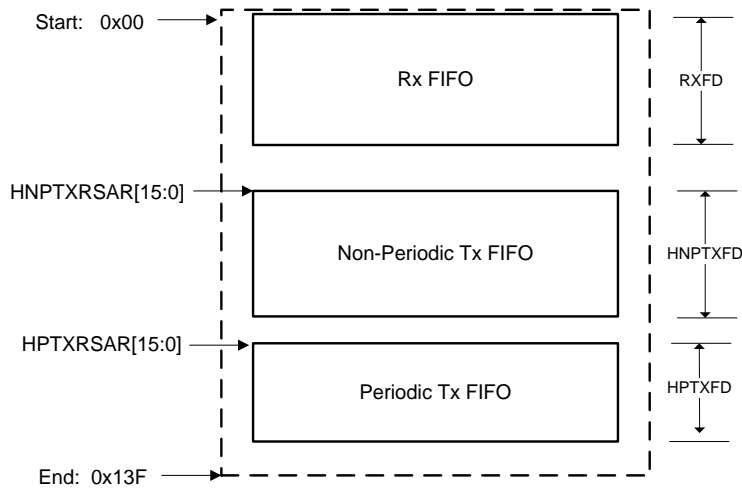 Start: 0x00
Rx FIFO
RXFD
HNPTXRSAR[15:0]
Non-Periodic Tx FIFO
HNPTXFD
HPTXRSAR[15:0]
Periodic Tx FIFO
HPTXFD
End: 0x13F